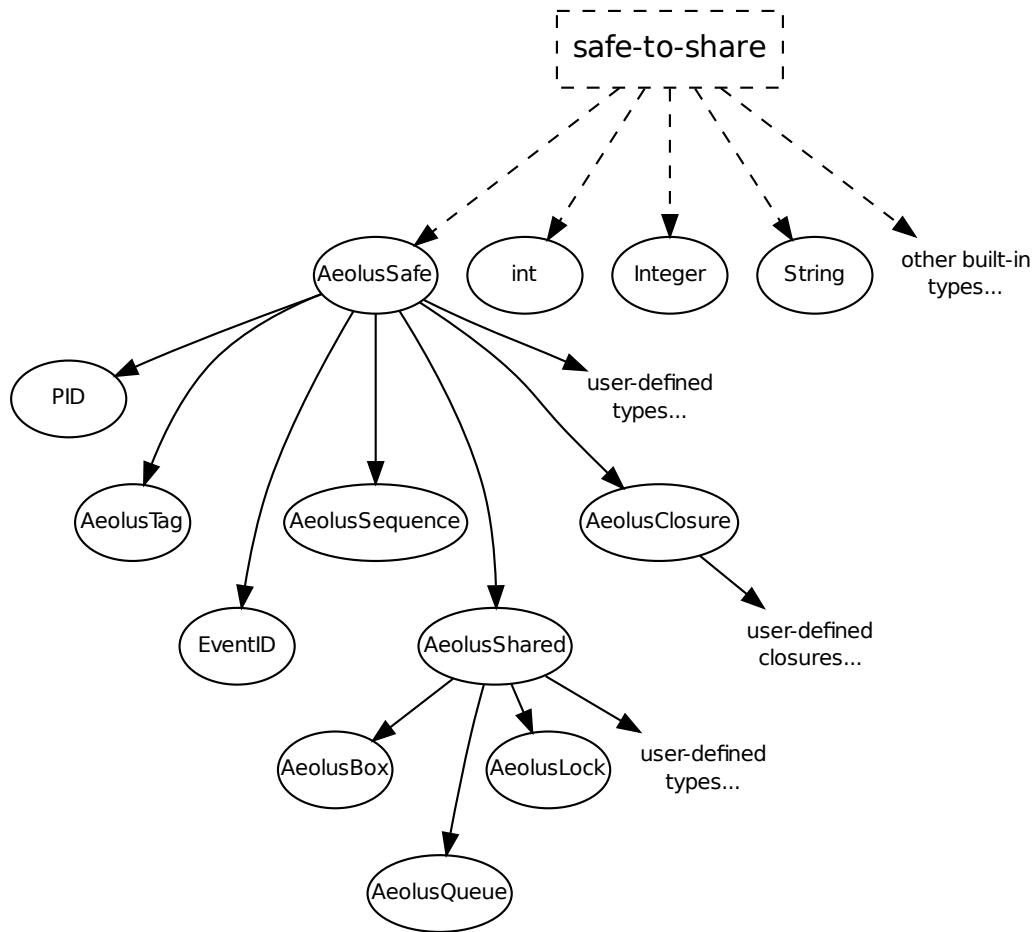 safe-to-share
AeolusSafe
int
Integer
String
other built-in
types...
PID
user-defined
types...
AeolusTag
AeolusSequence
AeolusClosure
EventID
AeolusShared
user-defined
closures...
AeolusBox
AeolusLock
user-defined
types...
AeolusQueue